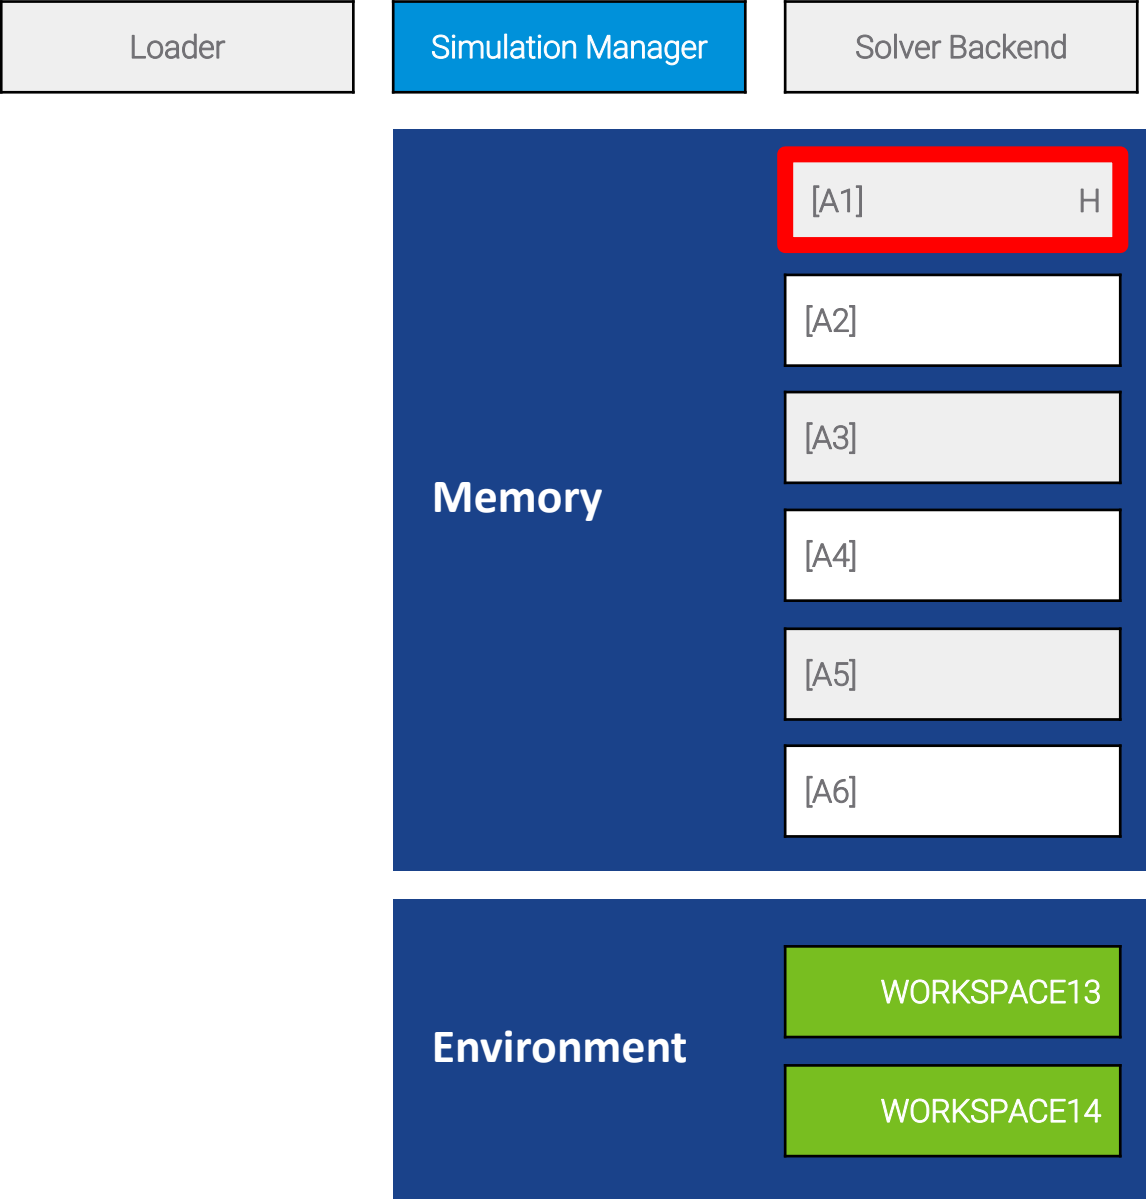 Loader
Simulation Manager
Solver Backend
Memory
[A1] H
[A2]
[A3]
[A4]
[A5]
[A6]
Environment
WORKSPACE13
WORKSPACE14